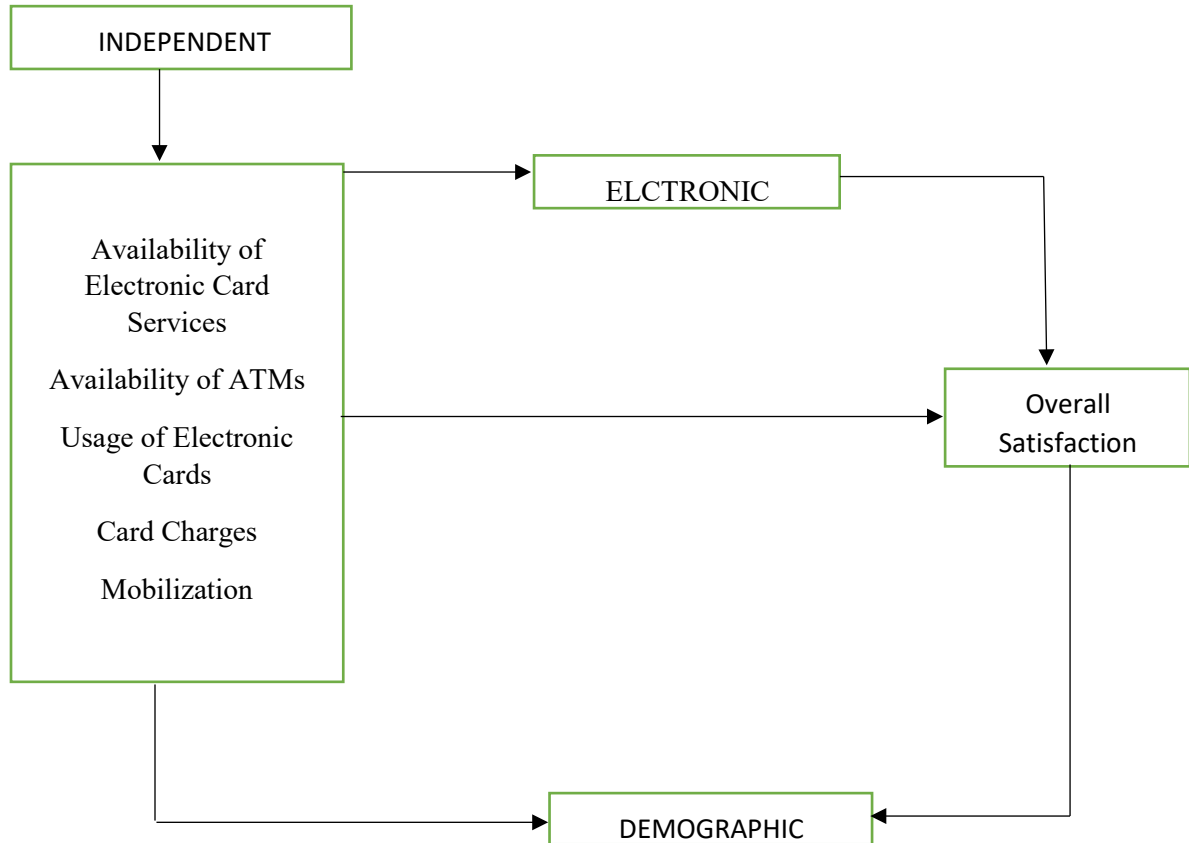 INDEPENDENT
ELCTRONIC
Availability of
Electronic Card
Services
Availability of ATMs
Usage of Electronic
Cards
Card Charges
Mobilization
Overall
Satisfaction
DEMOGRAPHIC